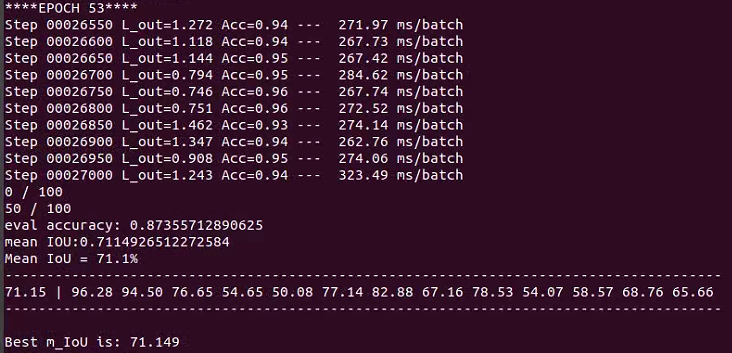 ****EPOCH 53****
Step 00026550 L_out=1.272 Acc=0.94 ---  271.97 ms/batch
Step 00026600 L_out=1.118 Acc=0.94 ---  267.73 ms/batch
Step 00026650 L_out=1.144 Acc=0.95 ---  267.42 ms/batch
Step 00026700 L_out=0.794 Acc=0.95 ---  284.62 ms/batch
Step 00026750 L_out=0.746 Acc=0.96 ---  267.74 ms/batch
Step 00026800 L_out=0.751 Acc=0.96 ---  272.52 ms/batch
Step 00026850 L_out=1.462 Acc=0.93 ---  274.14 ms/batch
Step 00026900 L_out=1.347 Acc=0.94 ---  262.76 ms/batch
Step 00026950 L_out=0.908 Acc=0.95 ---  274.06 ms/batch
Step 00027000 L_out=1.243 Acc=0.94 ---  323.49 ms/batch
0 / 100
50 / 100
eval accuracy: 0.87355712890625
mean IOU:0.7114926512272584
Mean IoU = 71.1%
--------------------------------------------------------------------------------------
71.15 | 96.28 94.50 76.65 54.65 50.08 77.14 82.88 67.16 78.53 54.07 58.57 68.76 65.66
--------------------------------------------------------------------------------------
Best m_IoU is: 71.149